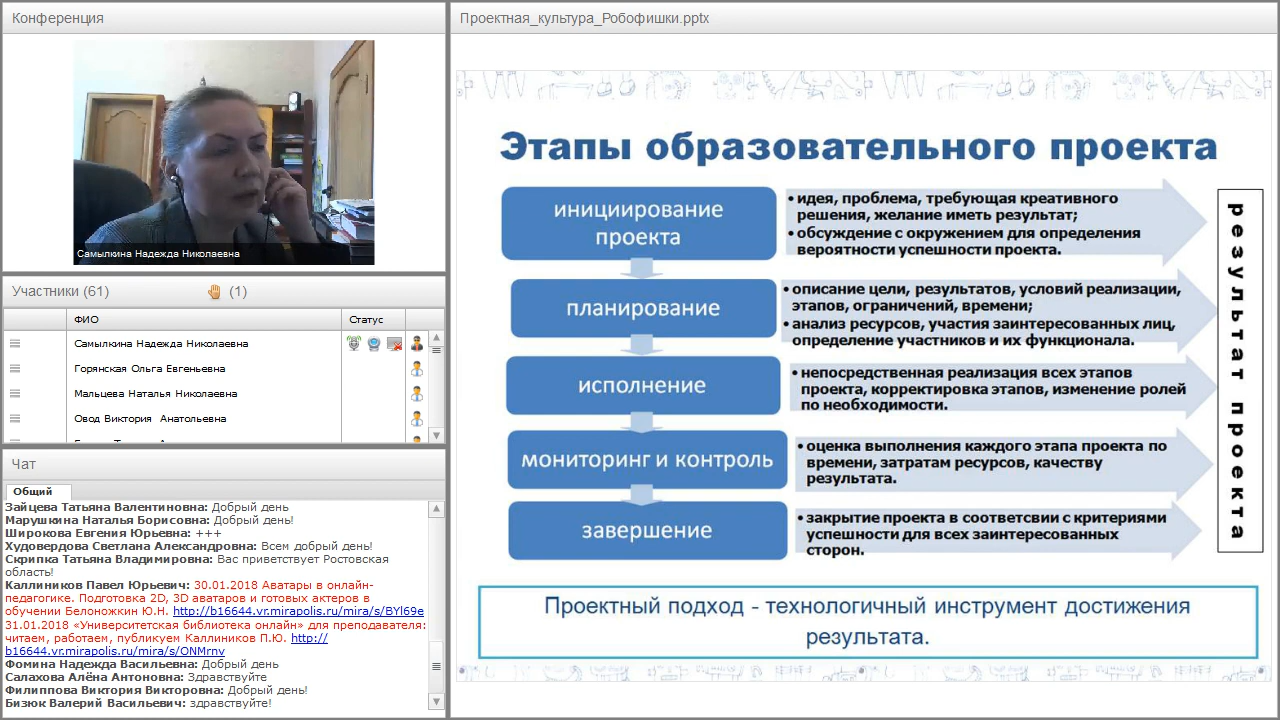 Конференция
Самылкина Надежда Николаевна
Участники (61)
(1)
ФИО
Статус
Самылкина Надежда Николаевна
Горянская Ольга Евгеньевна
Мальцева Наталья Николаевна
Овод Виктория Анатольевна
Чат
Общий
Зайцева Татьяна Валентиновна: Добрый день
Марушкина Наталья Борисовна: Добрый день!
Широкова Евгения Юрьевна: +++
Худовердова Светлана Александровна: Всем добрый день!
Скрипка Татьяна Владимировна: Вас приветствует Ростовская
область!
Каллиников Павел Юрьевич: 30.01.2018 Аватары в онлайн-
педагогике. Подготовка 2D, 3D аватаров и готовых актеров в
обучении Белоножкин Ю.Н. http://b16644.vr.mirapolis.ru/mira/s/BYl69e
31.01.2018 «Университетская библиотека онлайн» для преподавателя:
читаем, работаем, публикуем Каллиников П.Ю. http://
b16644.vr.mirapolis.ru/mira/s/ONMrnv
Фомина Надежда Васильевна: Добрый день
Салахова Алёна Антоновна: Здравствуйте
Филиппова Виктория Викторовна: Добрый день!
Бизюк Валерий Васильевич: здравствуйте!
Проектная_культура_Робофишки.pptx
Этапы образовательного проекта
инициирование
проекта
• идея, проблема, требующая креативного
решения, желание иметь результат;
• обсуждение с окружением для определения
вероятности успешности проекта.
планирование
• описание цели, результатов, условий реализации,
этапов, ограничений, времени;
• анализ ресурсов, участия заинтересованных лиц,
определение участников и их функционала.
исполнение
• непосредственная реализация всех этапов
проекта, корректировка этапов, изменение ролей
по необходимости.
мониторинг и контроль
• оценка выполнения каждого этапа проекта по
времени, затратам ресурсов, качеству
результата.
завершение
• закрытие проекта в соответсвии с критериями
успешности для всех заинтересованных
сторон.
результат проекта
Проектный подход - технологичный инструмент достижения
результата.